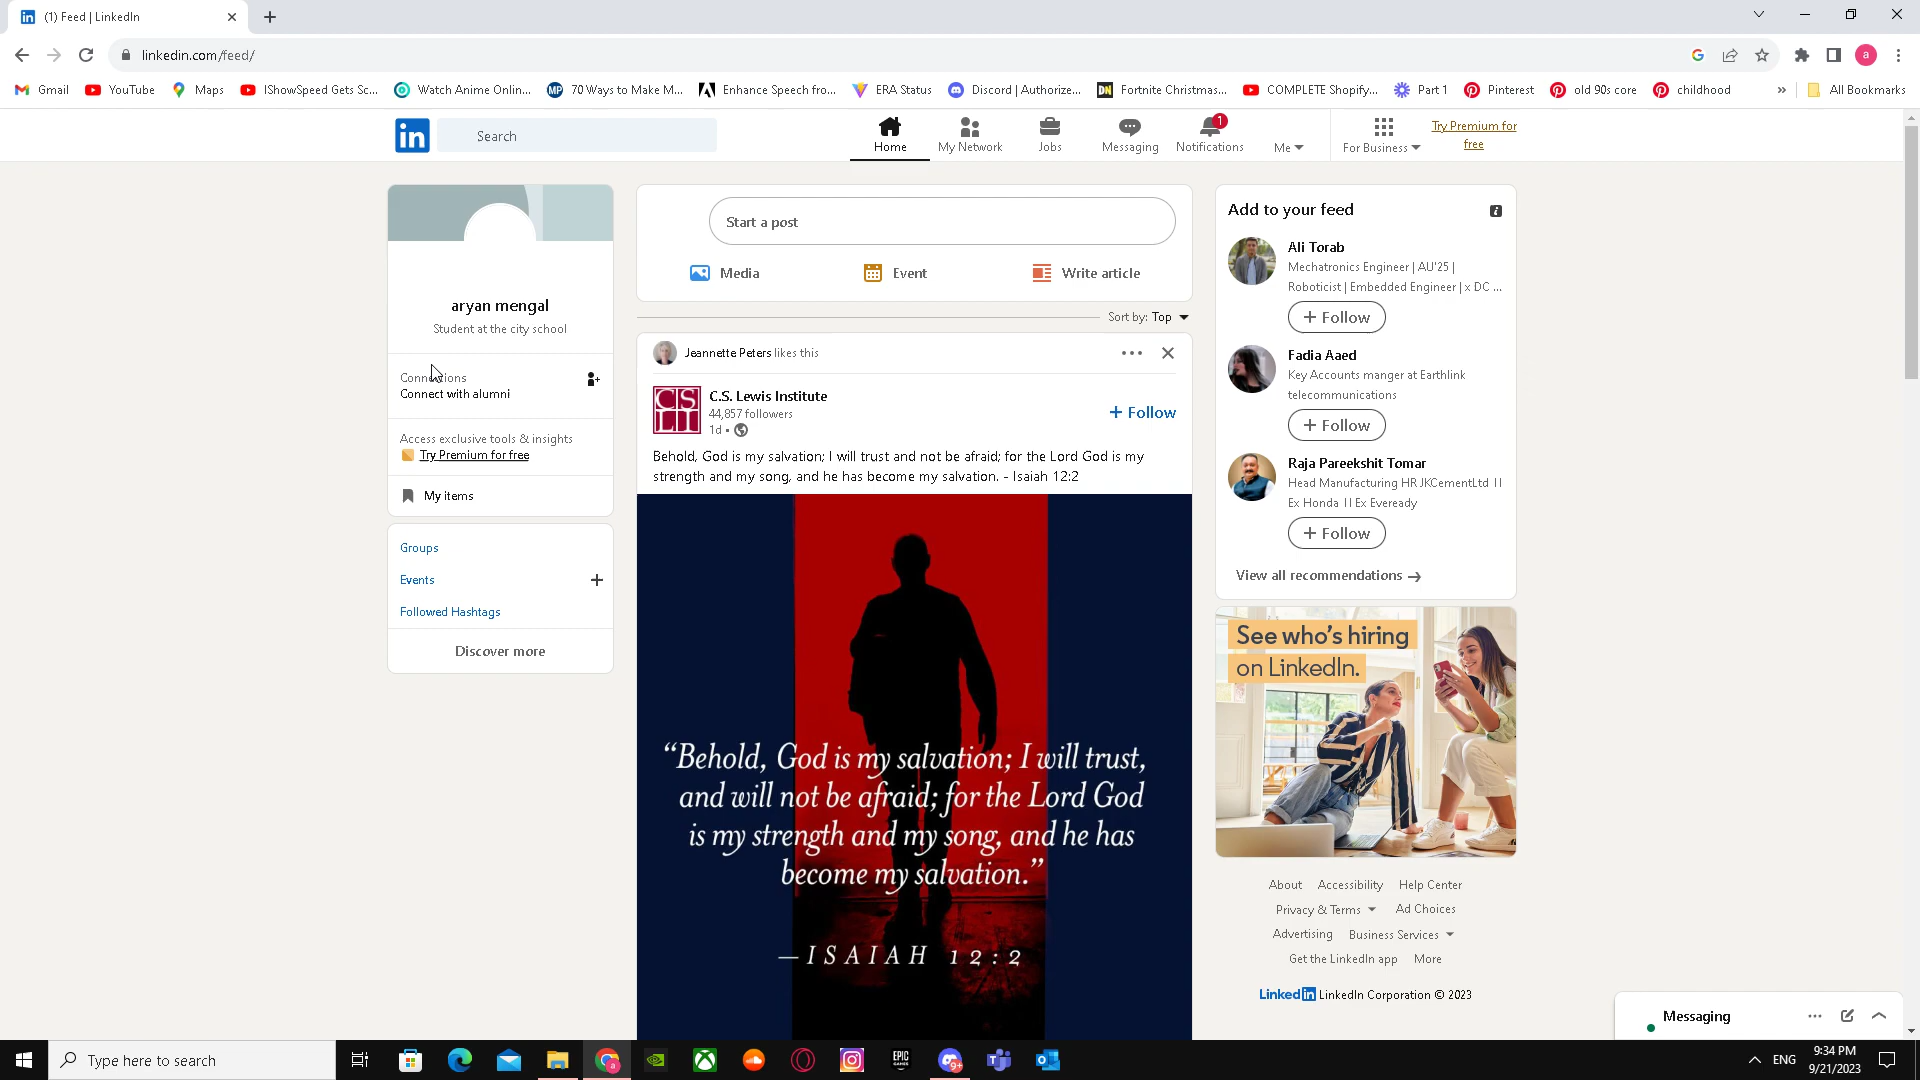 (1) Feed | LinkedIn
linkedin.com/feed/
a
Gmail
YouTube
Maps
IShowSpeed Gets Sc...
Watch Anime Onlin...
MP
70 Ways to Make M...
Enhance Speech fro...
ERA Status
Discord | Authorize...
DN
Fortnite Christmas...
COMPLETE Shopify...
Part 1
Pinterest
old 90s core
childhood
»
All Bookmarks
in
Search
Home
My Network
Jobs
Messaging
1
Notifications
Me
For Business
Try Premium for
free
aryan mengal
Student at the city school
Connections
Connect with alumni
Access exclusive tools & insights
Try Premium for free
My items
Groups
Events
Followed Hashtags
Discover more
Start a post
Media
Event
Write article
Sort by: Top
Jeannette Peters likes this
CS
LI
C.S. Lewis Institute
44,857 followers
1d •
+ Follow
Behold, God is my salvation; I will trust and not be afraid; for the Lord God is my
strength and my song, and he has become my salvation. - Isaiah 12:2
“Behold, God is my salvation; I will trust,
and will not be afraid; for the Lord God
is my strength and my song, and he has
become my salvation.”
—ISAIAH 12:2
Add to your feed
Ali Torab
Mechatronics Engineer | AU'25 |
Roboticist | Embedded Engineer | x DC ...
+ Follow
Fadia Aaed
Key Accounts manger at Earthlink
telecommunications
+ Follow
Raja Pareekshit Tomar
Head Manufacturing HR JKCementLtd II
Ex Honda II Ex Eveready
+ Follow
View all recommendations →
See who's hiring
on LinkedIn.
About Accessibility Help Center
Privacy & Terms Ad Choices
Advertising Business Services
Get the LinkedIn app More
LinkedIn LinkedIn Corporation © 2023
Messaging
Type here to search
EPIC
GAMES
9+
ENG
9:34 PM
9/21/2023